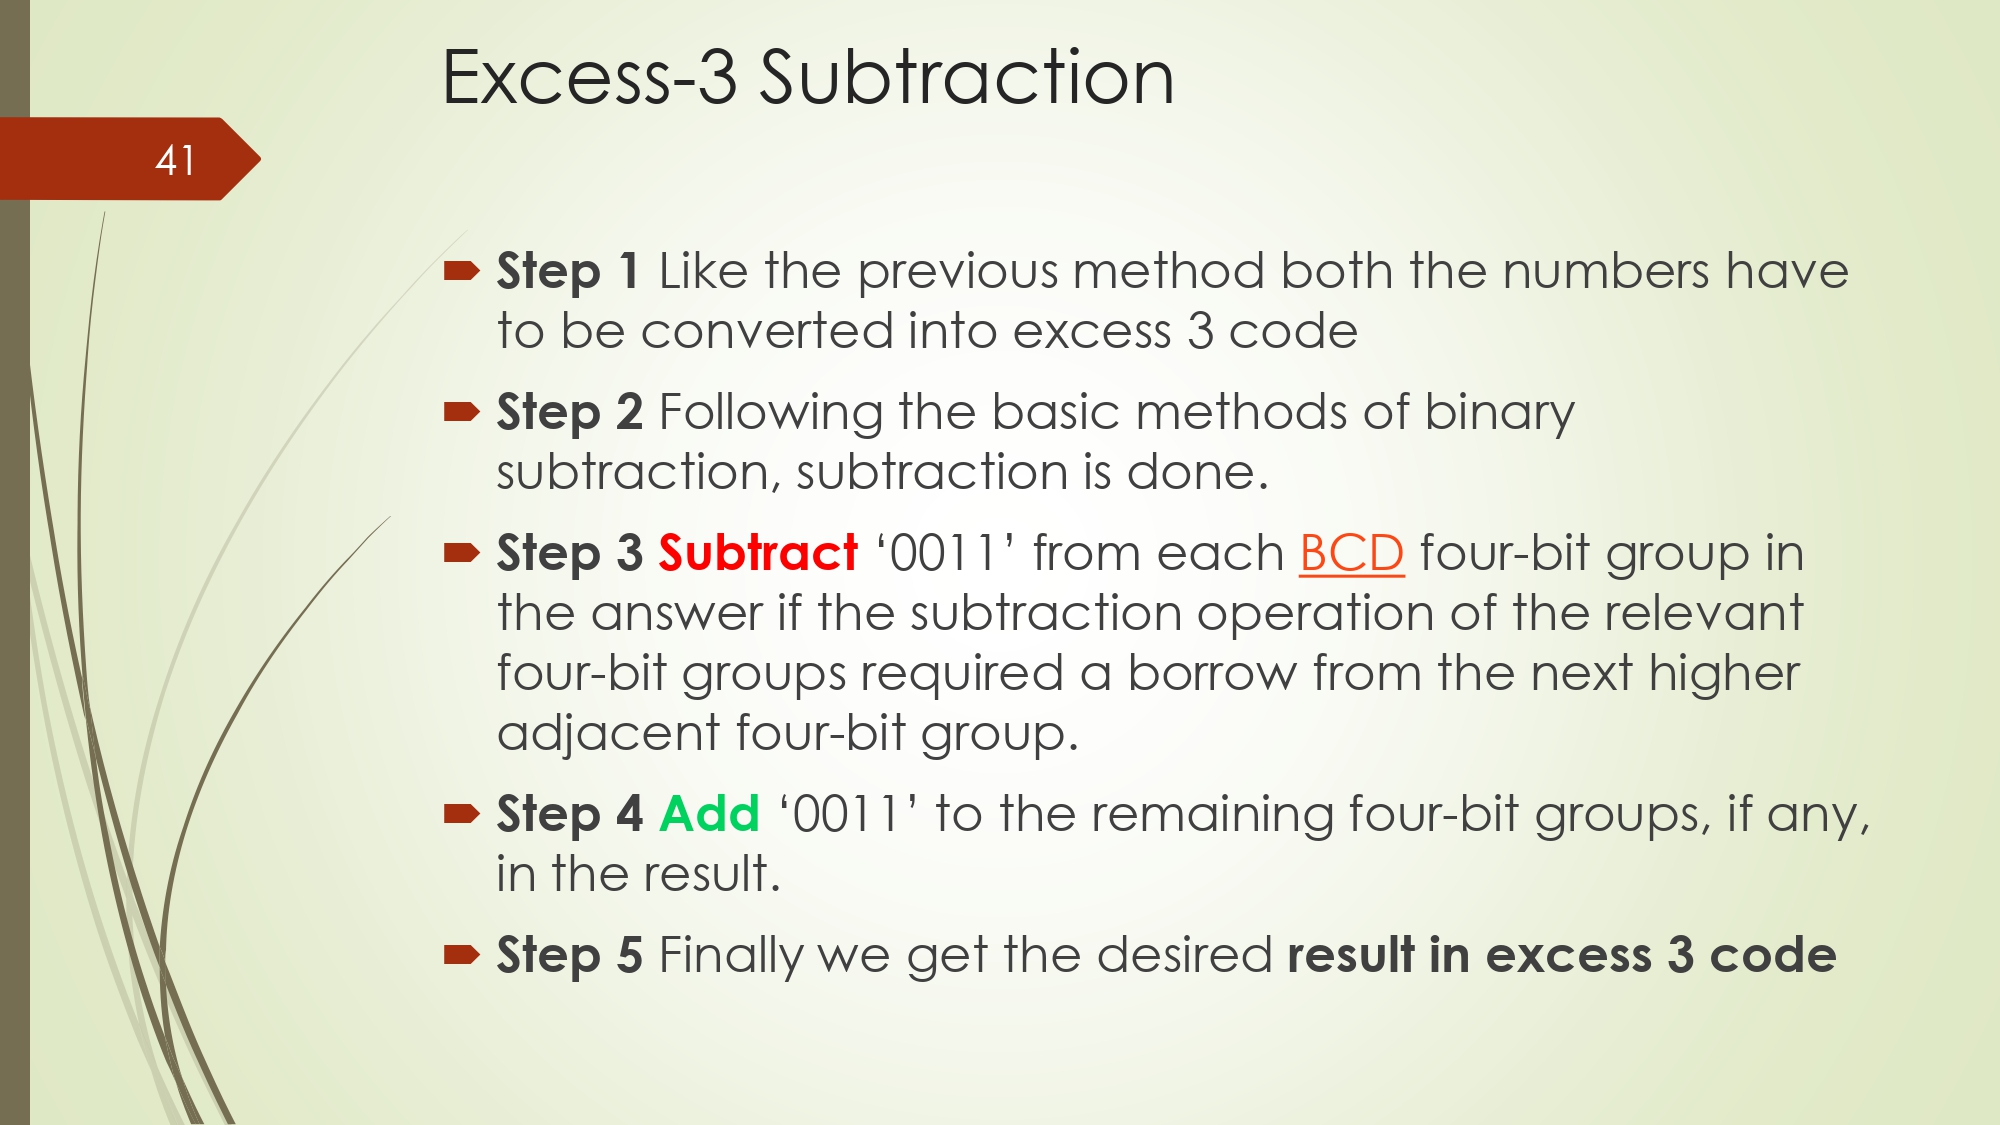 Excess-3 Subtraction
41
Step 1 Like the previous method both the numbers have
to be converted into excess 3 code
Step 2 Following the basic methods of binary
subtraction, subtraction is done.
Step 3 Subtract ‘0011’ from each BCD four-bit group in
the answer if the subtraction operation of the relevant
four-bit groups required a borrow from the next higher
adjacent four-bit group.
Step 4 Add ‘0011’ to the remaining four-bit groups, if any,
in the result.
Step 5 Finally we get the desired result in excess 3 code